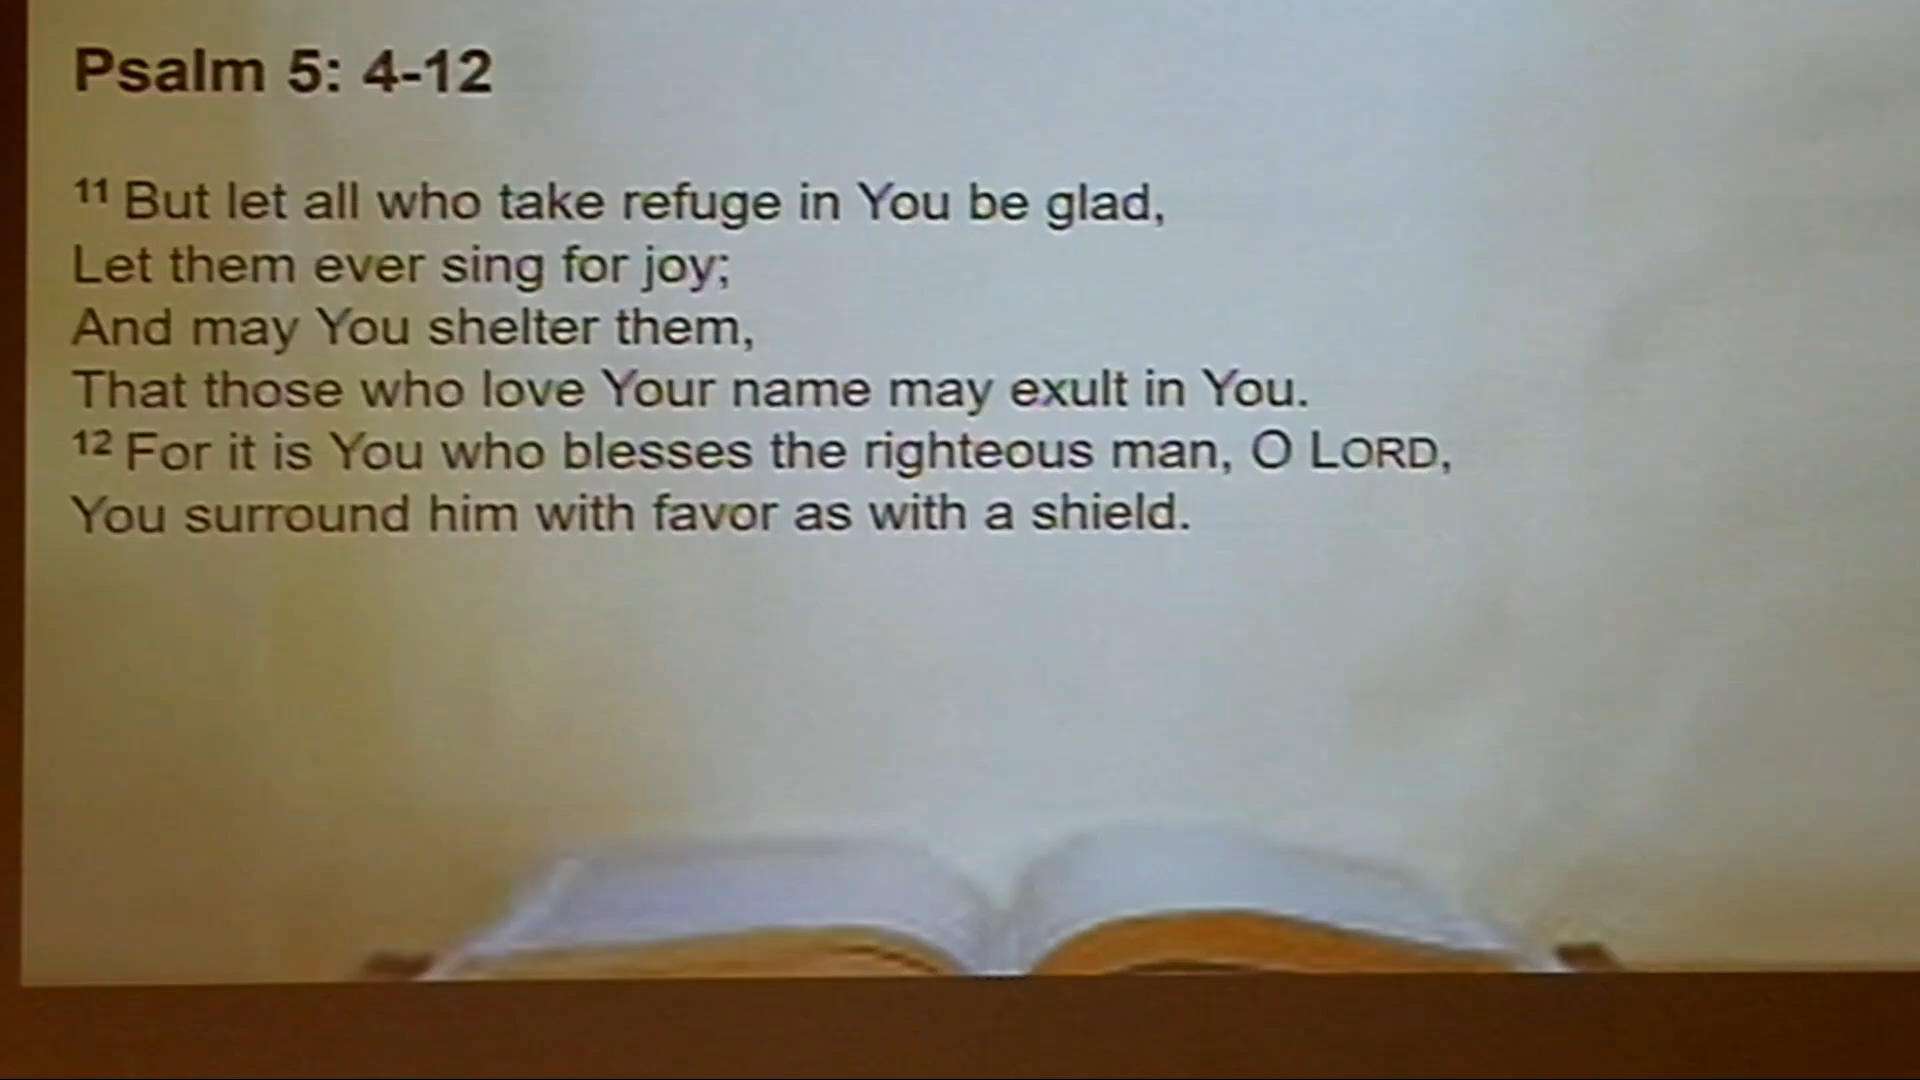 Psalm 5: 4-12
11 But let all who take refuge in You be glad,
Let them ever sing for joy;
And may You shelter them,
That those who love Your name may exult in You.
12 For it is You who blesses the righteous man, O LORD,
You surround him with favor as with a shield.